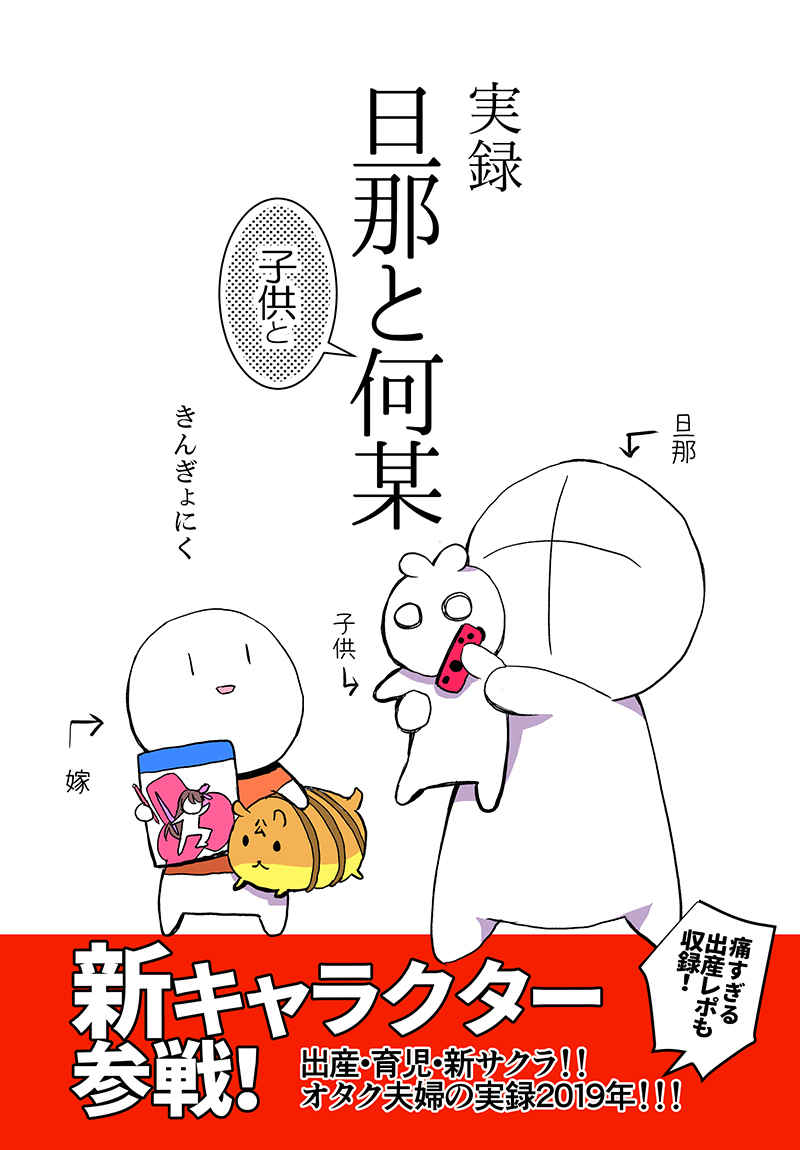 実録
旦那と何某
子供と
きんぎょにく
旦那
子供
嫁
痛すぎる
出産レポも
収録！
新キャラクター
参戦！
出産・育児・新サクラ！！
オタク夫婦の実録2019年！！！